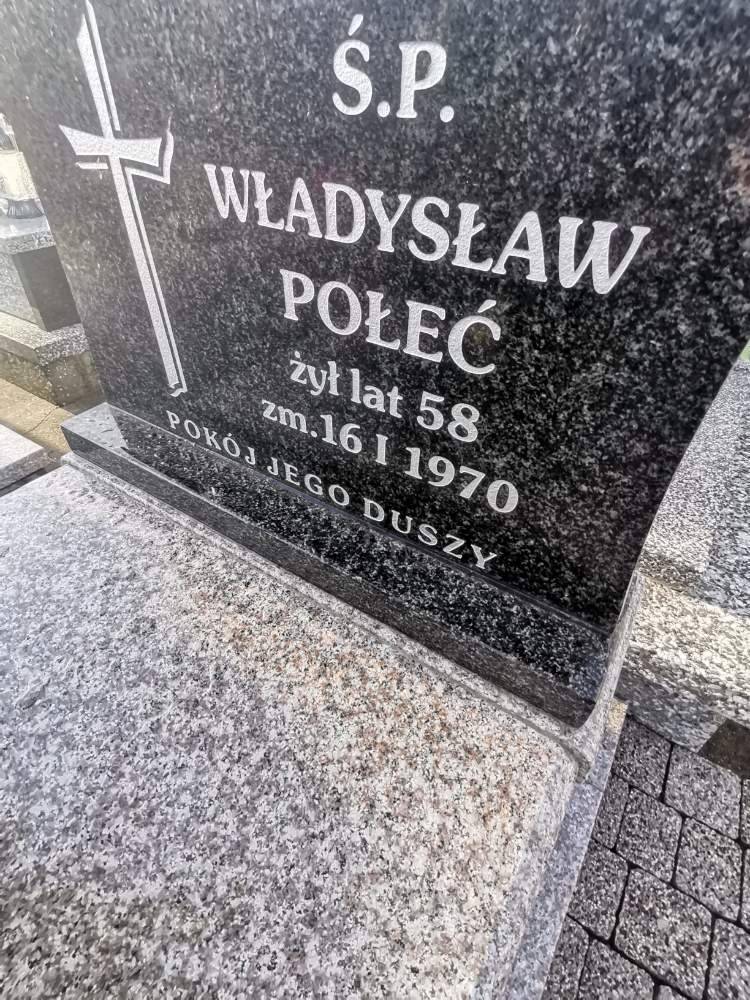 Ś.P.
WŁADYSŁAW
POŁEĆ
żył lat 58
zm.16 I 1970
POKÓJ JEGO DUSZY